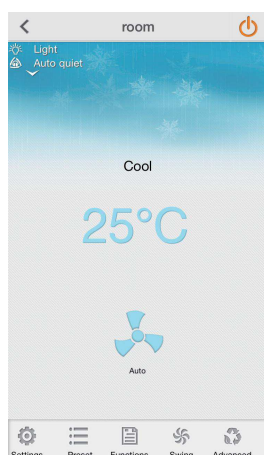 room
Light
Auto quiet
Cool
25°C
Auto
Settings Preset Functions Swing Advanced